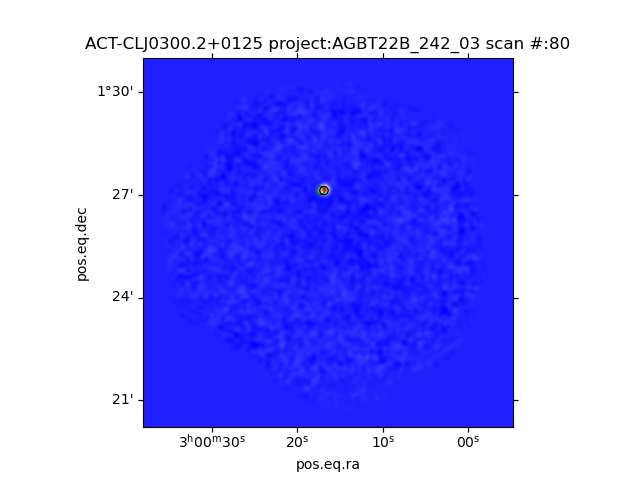 ACT-CLJ0300.2+0125 project:AGBT22B_242_03 scan #:80
1°30'
27'
24'
21'
pos.eq.dec
3ʰ00ᵐ30ˢ 20ˢ 10ˢ 00ˢ
pos.eq.ra